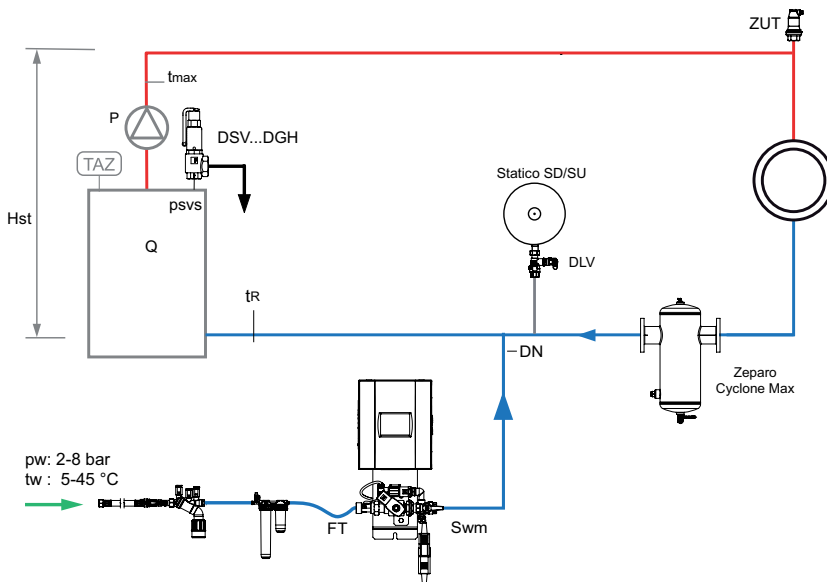 ZUT
tmax
P
DSV...DGH
TAZ
Statico SD/SU
psvs
Hst
Q
DLV
tR
DN
Zeparo
Cyclone Max
pw: 2-8 bar
tw : 5-45 °C
FT
Swm